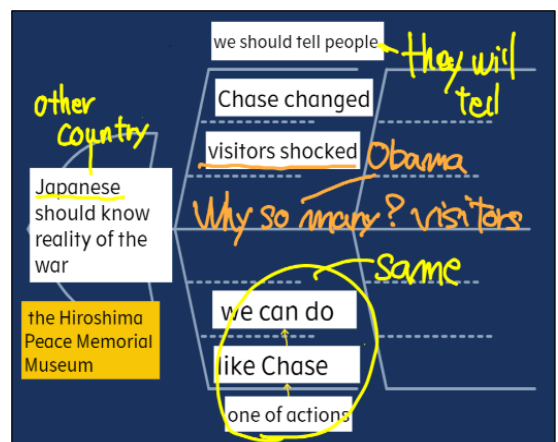 we should tell people
they will
tell
other
country
Chase changed
visitors shocked
Obama
Japanese
should know
reality of the
war
Why so many? visitors
same
the Hiroshima
Peace Memorial
Museum
we can do
like Chase
one of actions